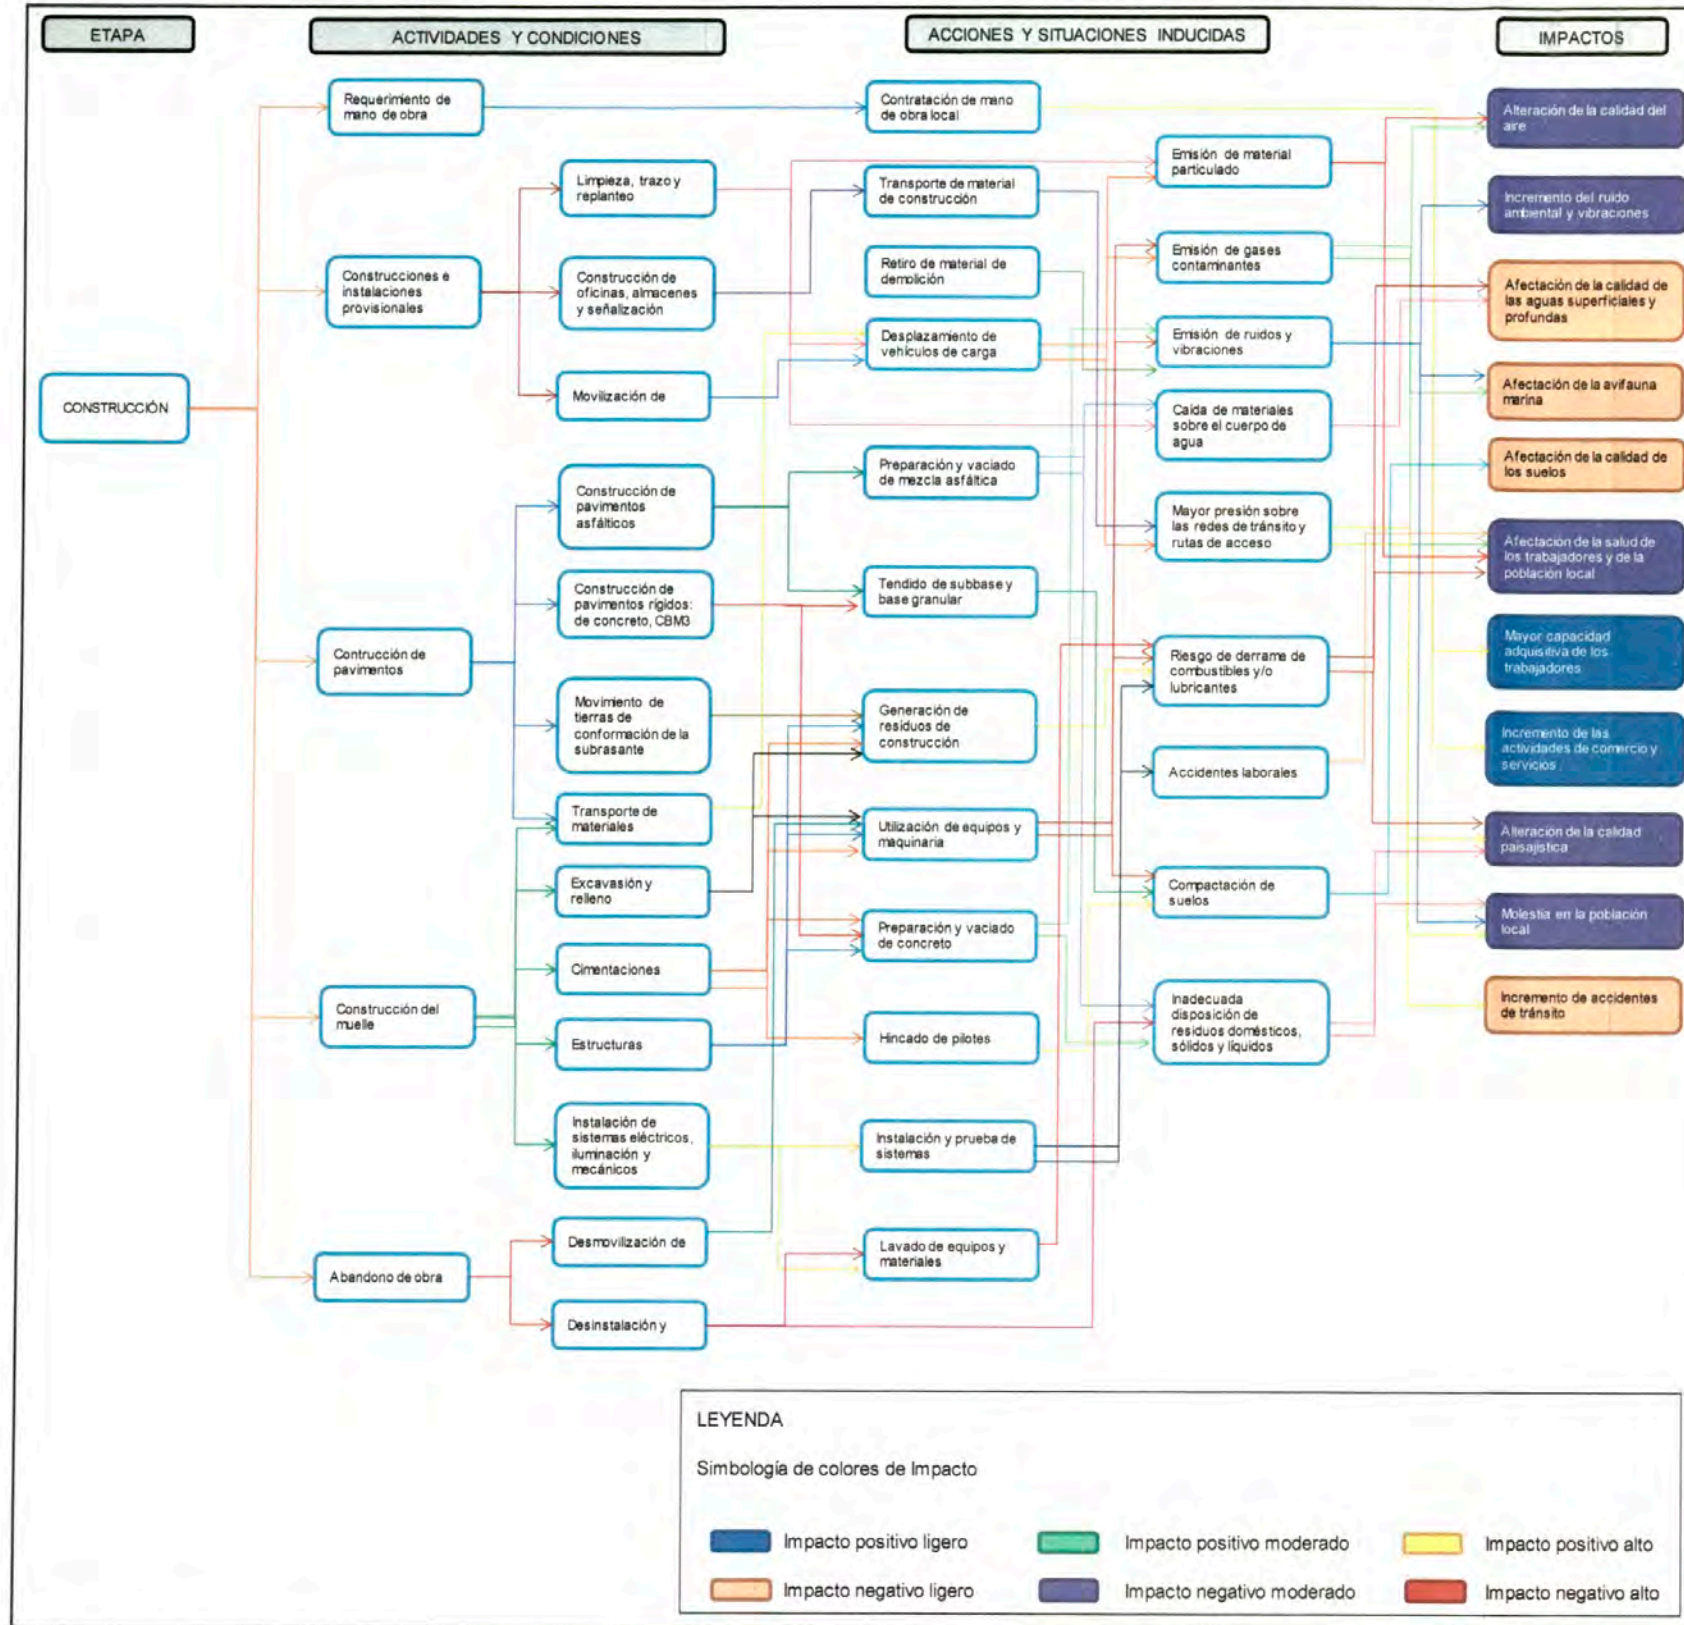 ETAPA
ACTIVIDADES Y CONDICIONES
ACCIONES Y SITUACIONES INDUCIDAS
IMPACTOS
CONSTRUCCIÓN
Requerimiento de
mano de obra
Construcciones e
instalaciones
provisionales
Contrucción de
pavimentos
Construcción del
muelle
Abandono de obra
Limpieza, trazo y
replanteo
Construcción de
oficinas, almacenes
y señalización
Movilización de
Construcción de
pavimentos
asfálticos
Construcción de
pavimentos rígidos:
de concreto, CBM3
Movimiento de
tierras de
conformación de la
subrasante
Transporte de
materiales
Excavasión y
relleno
Cimentaciones
Estructuras
Instalación de
sistemas eléctricos,
iluminación y
mecánicos
Desmovilización de
Desinstalación y
Contratación de mano
de obra local
Transporte de material
de construcción
Retiro de material de
demolición
Desplazamiento de
vehículos de carga
Preparación y vaciado
de mezcla asfáltica
Tendido de subbase y
base granular
Generación de
residuos de
construcción
Utilización de equipos y
maquinaria
Preparación y vaciado
de concreto
Hincado de pilotes
Instalación y prueba de
sistemas
Lavado de equipos y
materiales
Emisión de material
particulado
Emisión de gases
contaminantes
Emisión de ruidos y
vibraciones
Caída de materiales
sobre el cuerpo de
agua
Mayor presión sobre
las redes de tránsito y
rutas de acceso
Riesgo de derrame de
combustibles y/o
lubricantes
Accidentes laborales
Compactación de
suelos
Inadecuada
disposición de
residuos domésticos,
sólidos y líquidos
Alteración de la calidad del
aire
Incremento del ruido
ambiental y vibraciones
Afectación de la calidad de
las aguas superficiales y
profundas
Afectación de la avifauna
marina
Afectación de la calidad de
los suelos
Afectación de la salud de
los trabajadores y de la
población local
Mayor capacidad
adquisitiva de los
trabajadores
Incremento de las
actividades de comercio y
servicios
Alteración de la calidad
paisajística
Molestia en la población
local
Incremento de accidentes
de tránsito
LEYENDA
Simbología de colores de Impacto
Impacto positivo ligero
Impacto positivo moderado
Impacto positivo alto
Impacto negativo ligero
Impacto negativo moderado
Impacto negativo alto